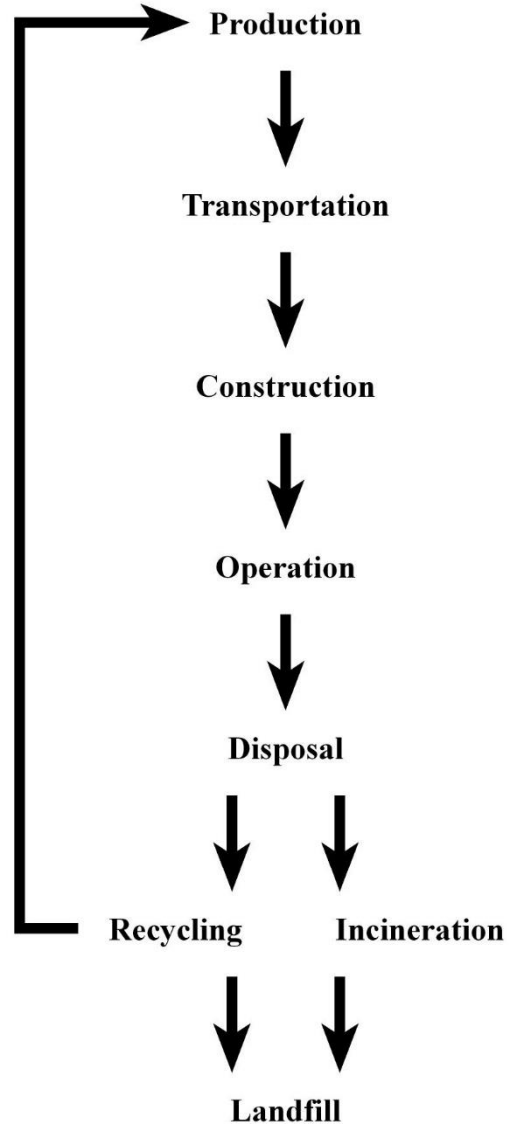 Production
Transportation
Construction
Operation
Disposal
Recycling Incineration
Landfill